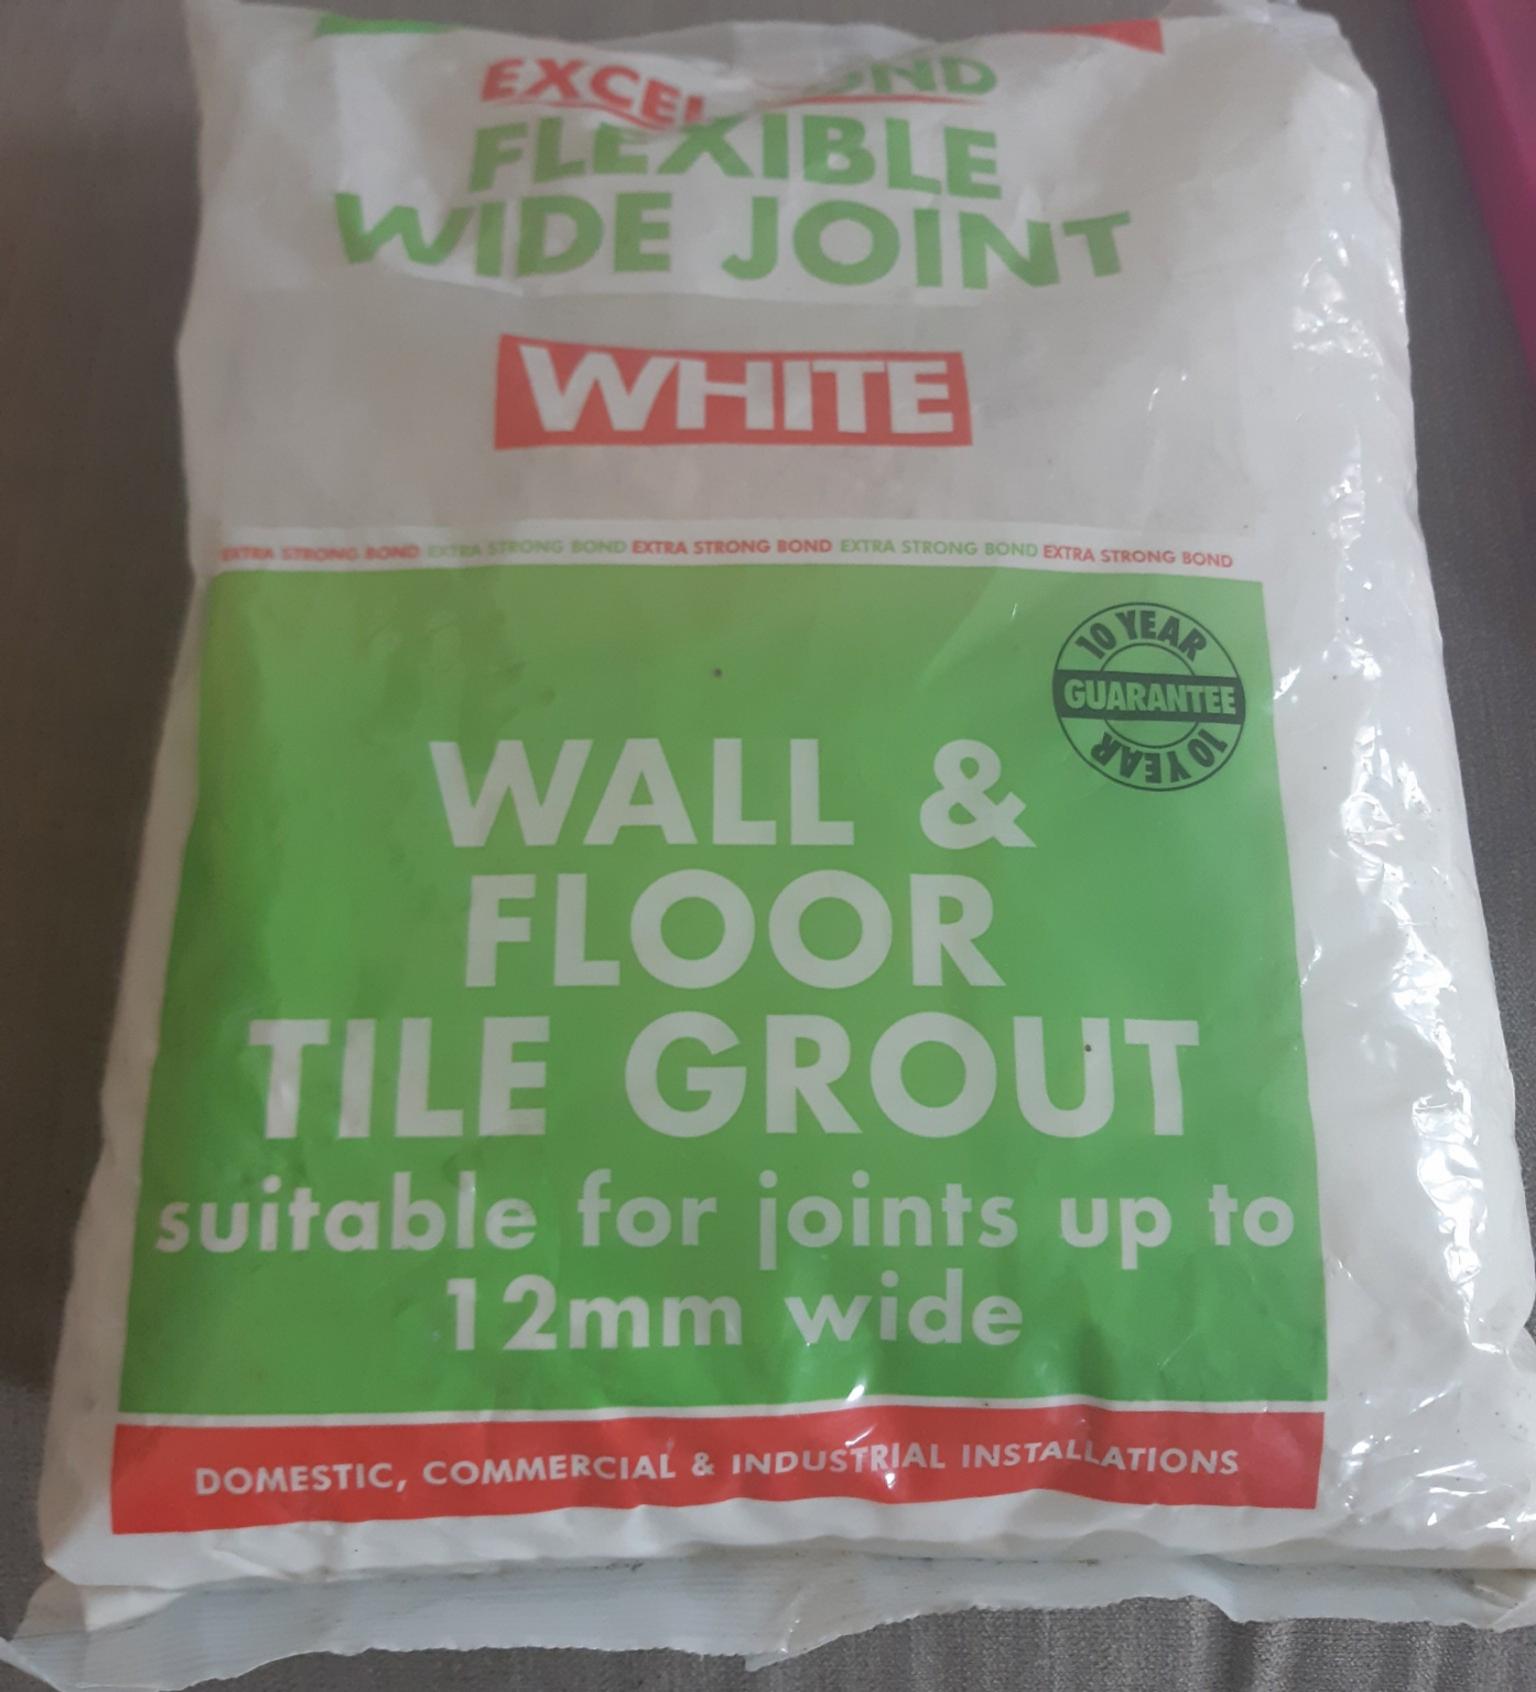 EXCEL
FLEXIBLE
WIDE JOINT
WHITE
EXTRA STRONG BOND EXTRA STRONG BOND EXTRA STRONG BOND EXTRA STRONG BOND EXTRA STRONG BOND
10 YEAR
GUARANTEE
10 YEAR
WALL &
FLOOR
TILE GROUT
suitable for joints up to
12mm wide
DOMESTIC, COMMERCIAL & INDUSTRIAL INSTALLATIONS